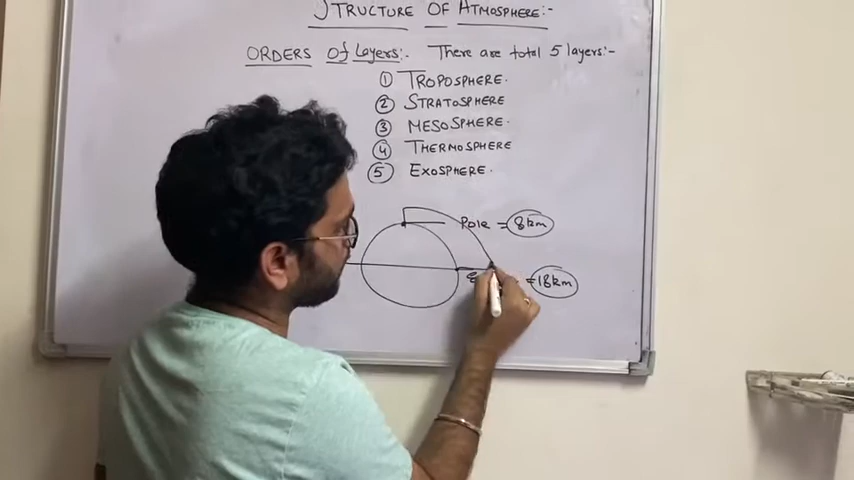 STRUCTURE OF ATMOSPHERE:-
ORDERS Of Layers:- There are total 5 layers:-
① TROPOSPHERE.
② STRATOSPHERE
③ MESOSPHERE.
④ THERMOSPHERE
⑤ EXOSPHERE.
Pole = 8km
= 18km